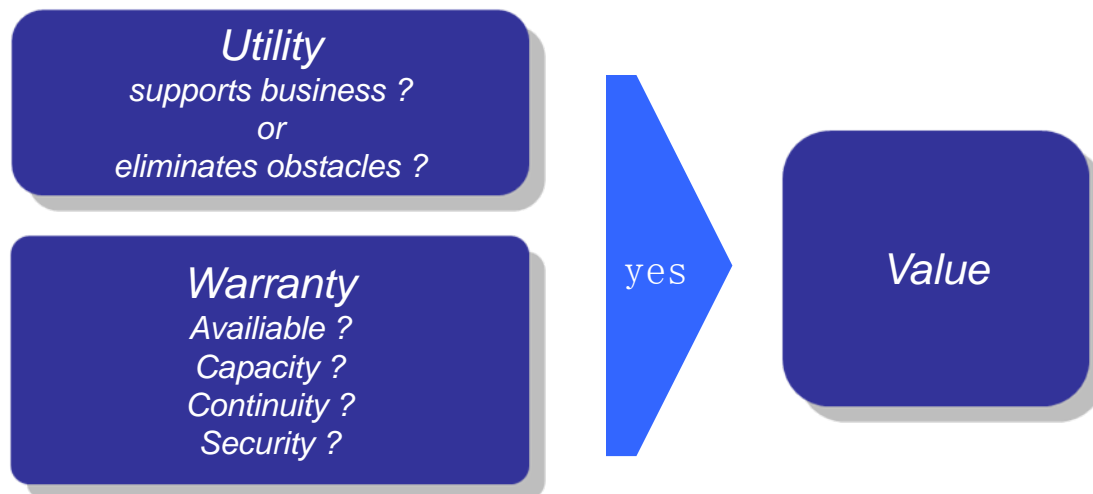 Utility
supports business ?
or
eliminates obstacles ?
Warranty
Availiable ?
Capacity ?
Continuity ?
Security ?
yes
Value